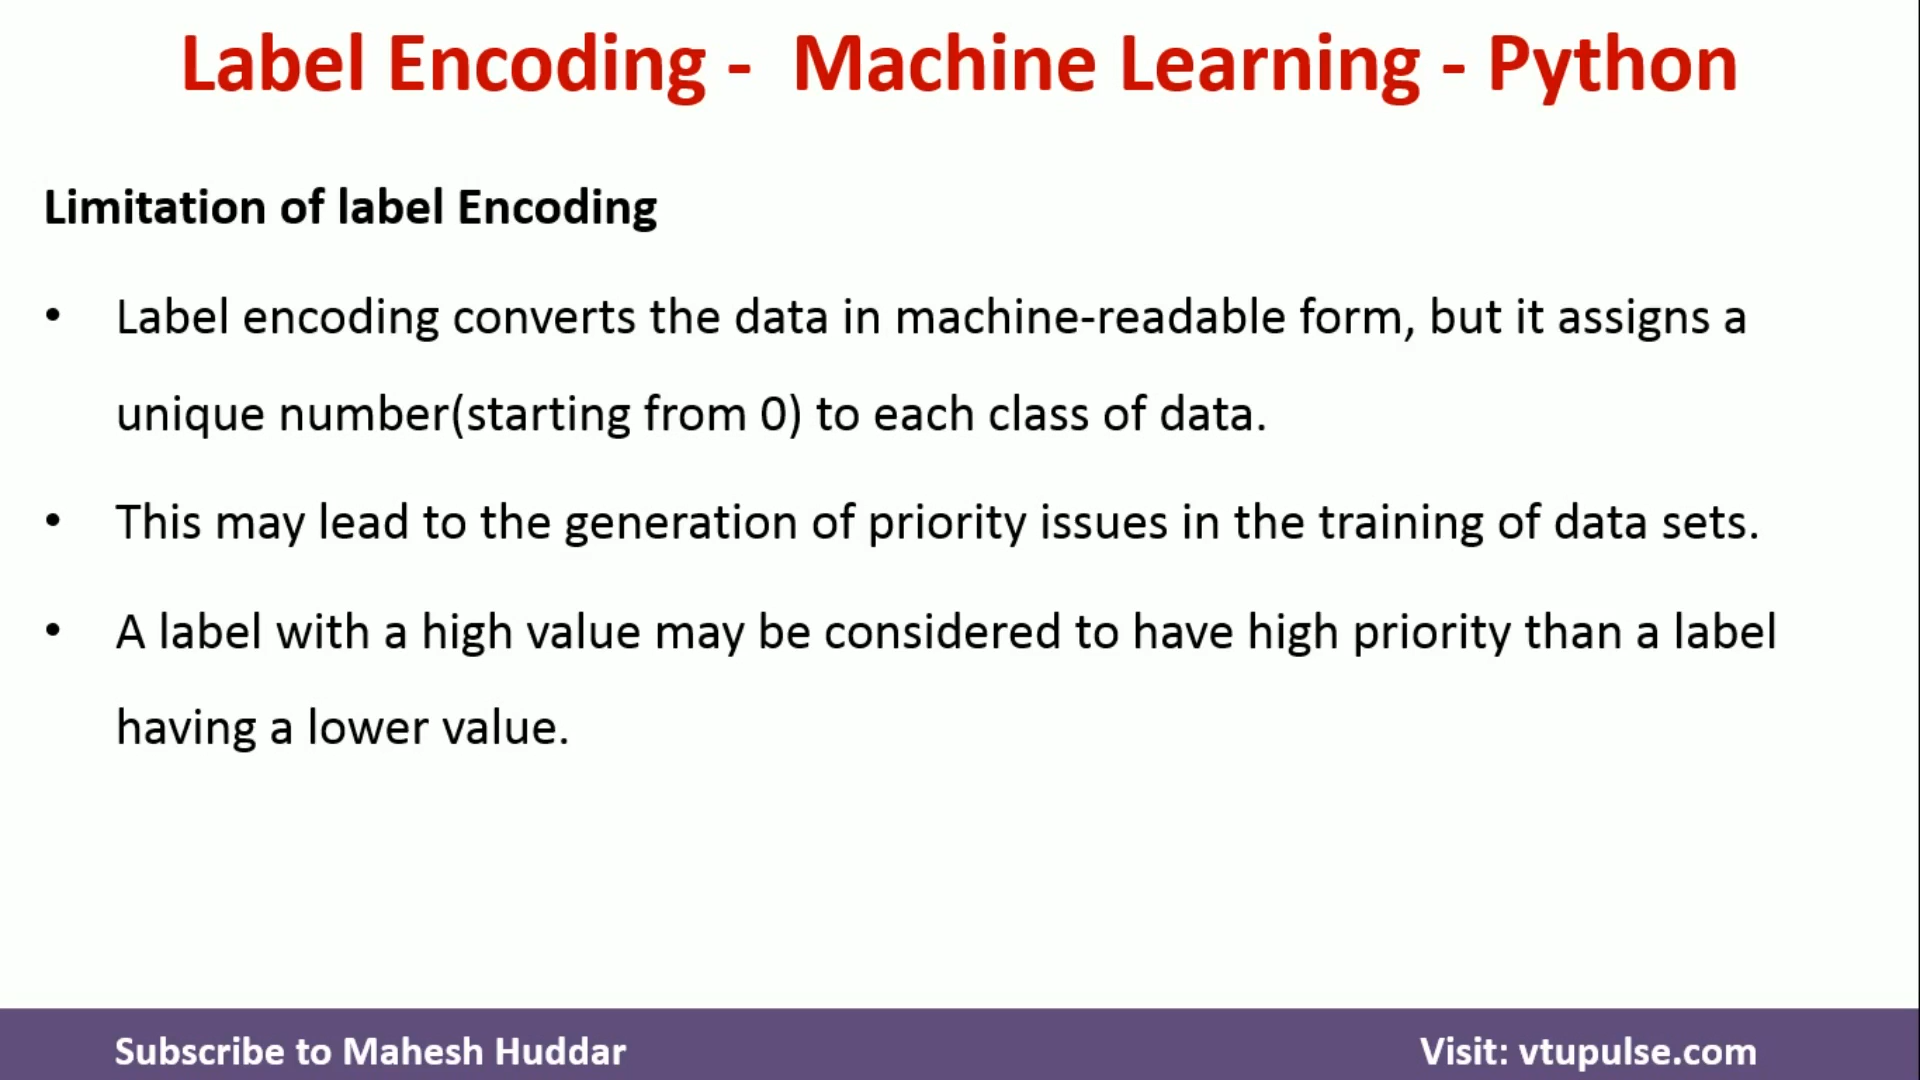 Label Encoding - Machine Learning - Python
Limitation of label Encoding
• Label encoding converts the data in machine-readable form, but it assigns a
unique number(starting from 0) to each class of data.
• This may lead to the generation of priority issues in the training of data sets.
• A label with a high value may be considered to have high priority than a label
having a lower value.
Subscribe to Mahesh Huddar
Visit: vtupulse.com